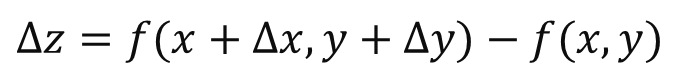 Δz = f(x + Δx, y + Δy) − f(x, y)